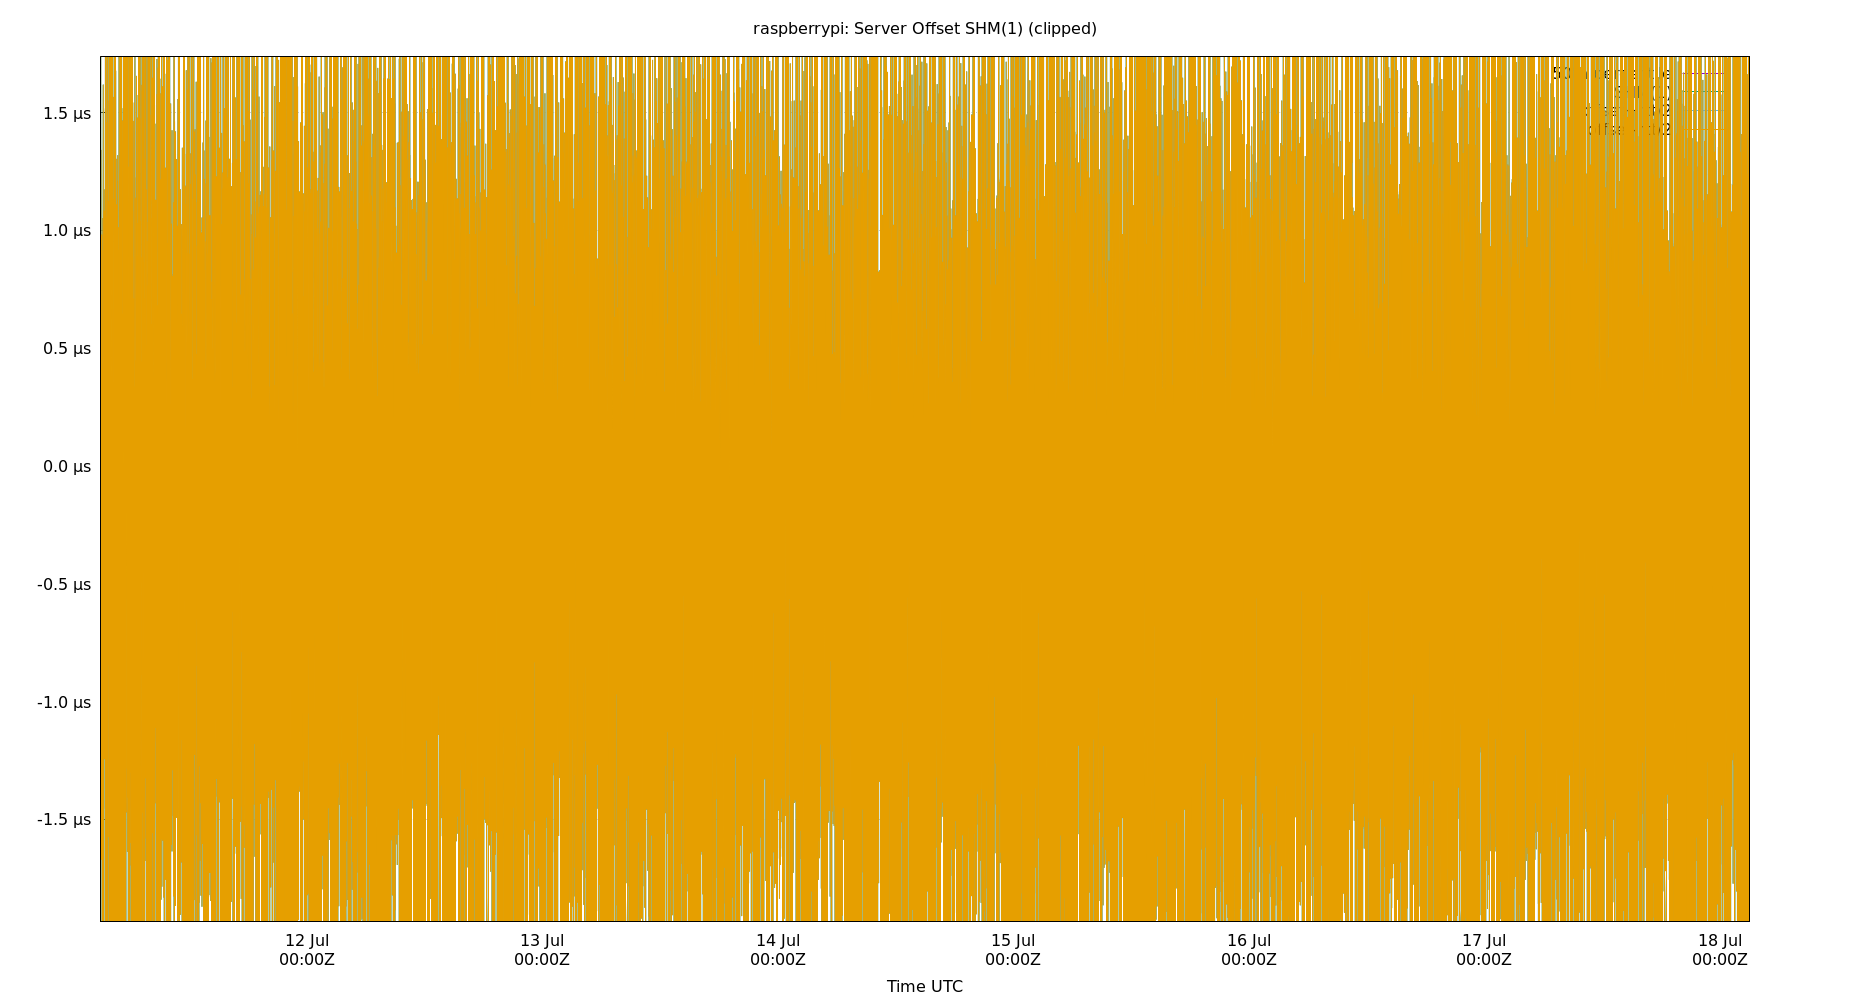 raspberrypi: Server Offset SHM(1) (clipped)
1.5 μs
1.0 μs
0.5 μs
0.0 μs
-0.5 μs
-1.0 μs
-1.5 μs
12 Jul 13 Jul 14 Jul 15 Jul 16 Jul 17 Jul 18 Jul
00:00Z 00:00Z 00:00Z 00:00Z 00:00Z 00:00Z 00:00Z
Time UTC